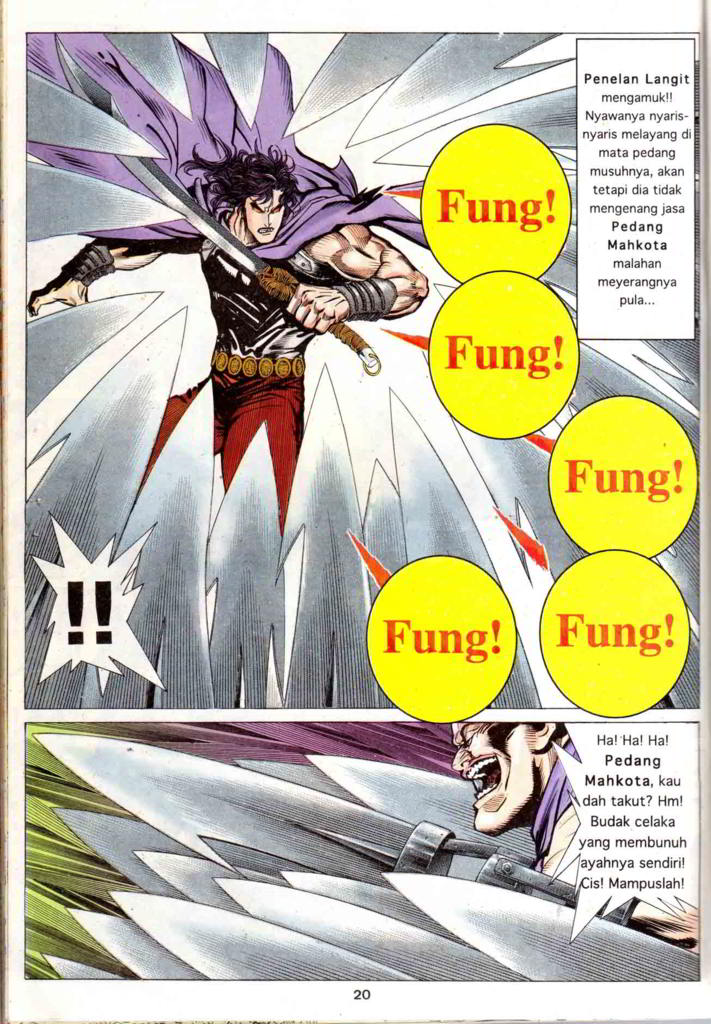 Penelan Langit
mengamuk!!
Nyawanya nyaris-
nyaris melayang di
mata pedang
musuhnya, akan
tetapi dia tidak
mengenang jasa
Pedang
Mahkota
malahan
meyerangnya
pula...
Fung!
Fung!
Fung!
Fung!
Fung!
!!
Ha! Ha! Ha!
Pedang
Mahkota, kau
dah takut? Hm!
Budak celaka
yang membunuh
ayahnya sendiri!
Cis! Mampuslah!
20